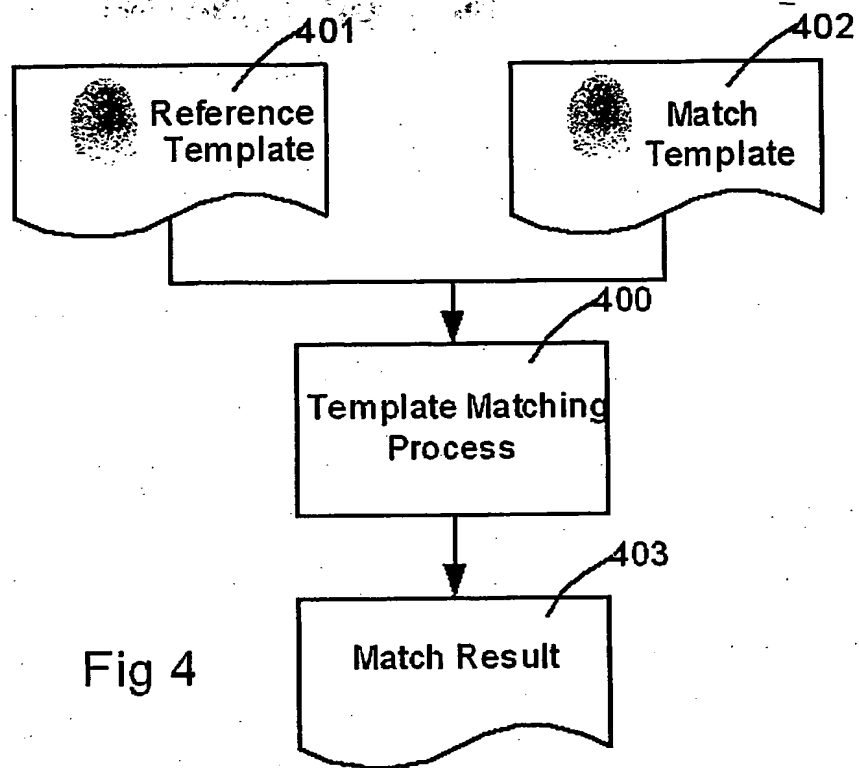 401
402
Reference
Template
Match
Template
400
Template Matching
Process
403
Match Result
Fig 4